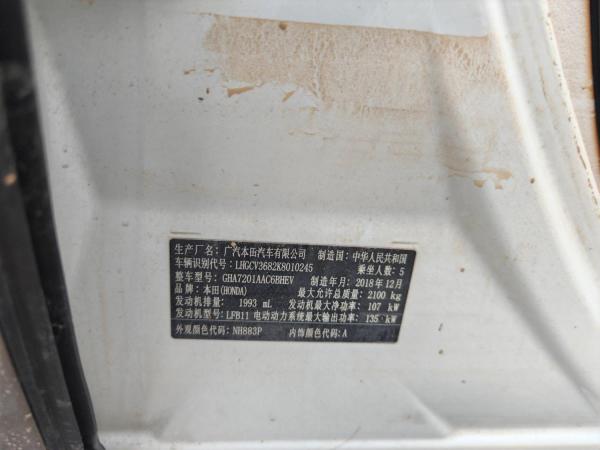 生产厂名：广汽本田汽车有限公司 制造国：中华人民共和国
车辆识别代号：LHGCV3682K8010245 乘坐人数：5
整车型号：GHA7201AAC6BHEV 制造年月：2018年12月
品牌：本田(HONDA) 最大允许总质量：2100 kg
发动机排量：1993 mL 发动机最大净功率：107 kW
发动机型号：LFB11 电动动力系统最大输出功率：135 kW
外观颜色代码：NH883P 内饰颜色代码：A